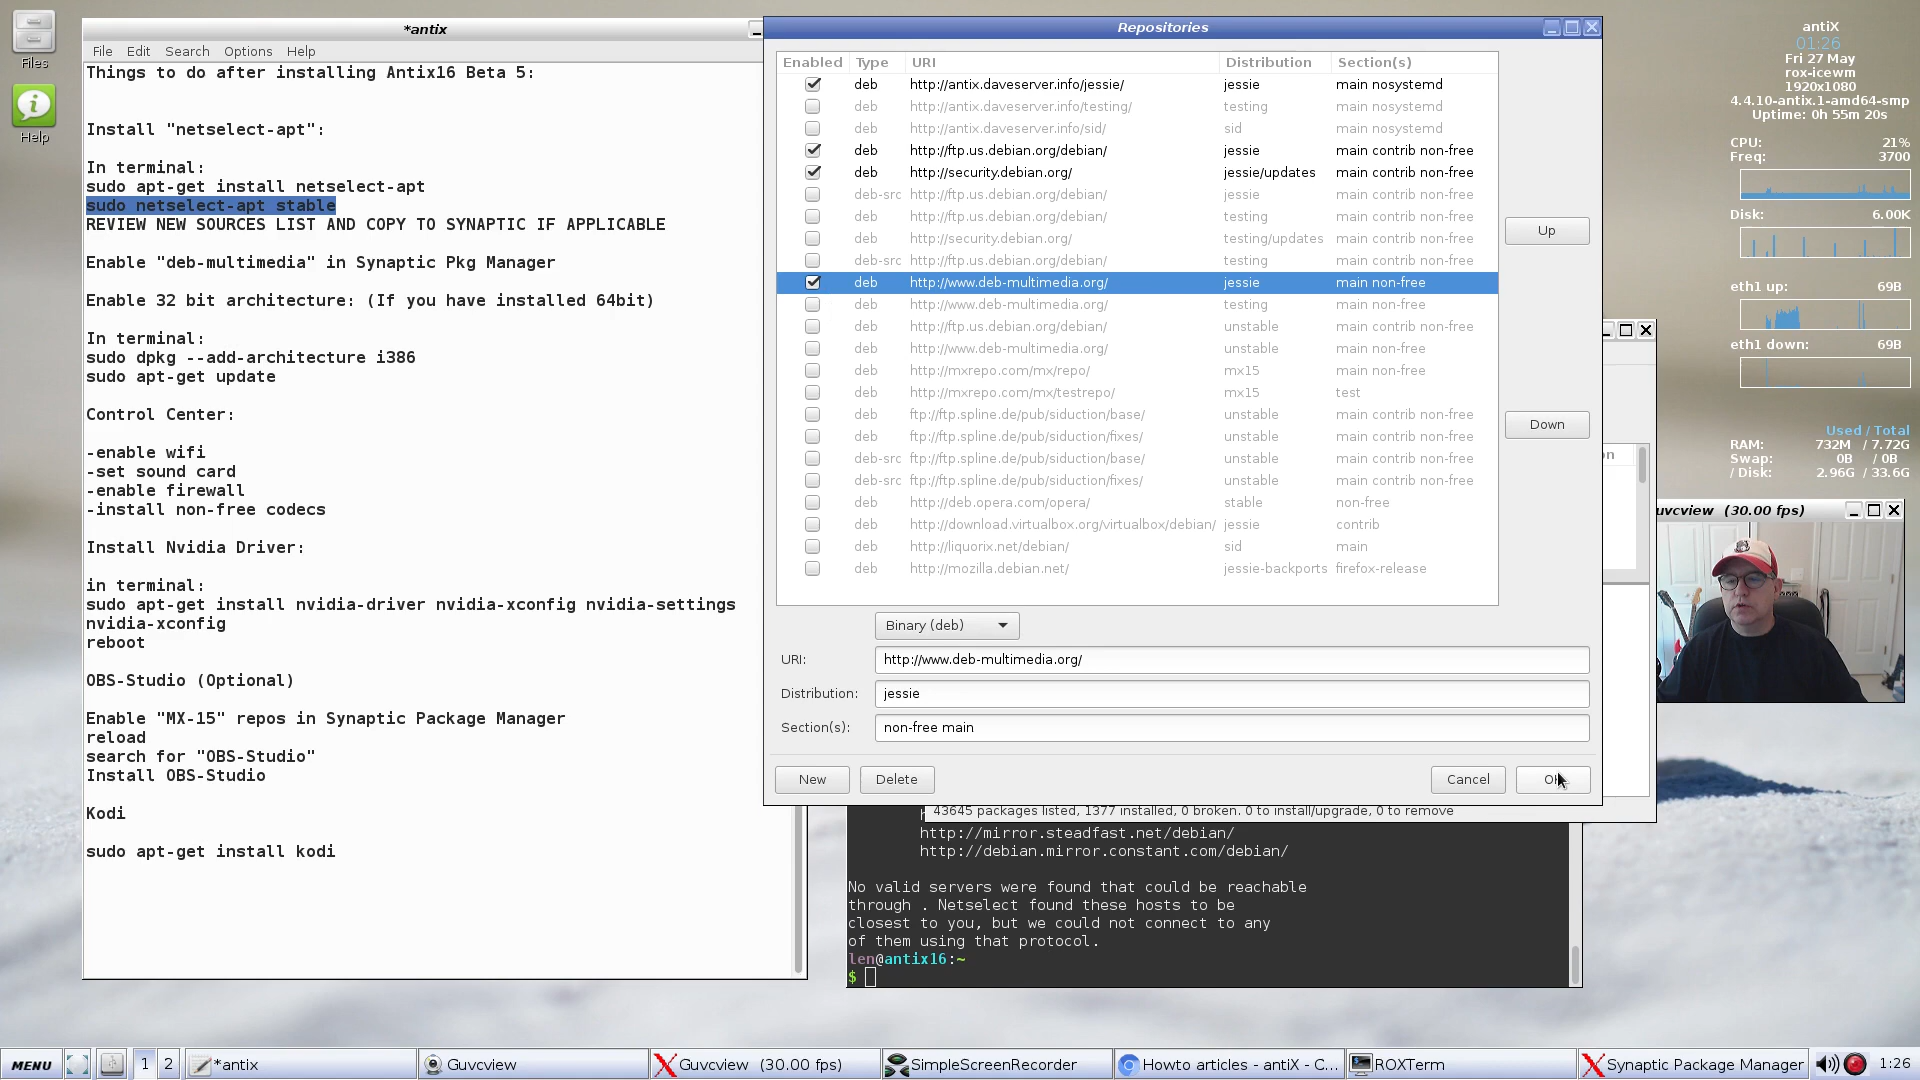 Files
Help
*antix
File Edit Search Options Help
Things to do after installing Antix16 Beta 5:
Install "netselect-apt":
In terminal:
sudo apt-get install netselect-apt
sudo netselect-apt stable
REVIEW NEW SOURCES LIST AND COPY TO SYNAPTIC IF APPLICABLE
Enable "deb-multimedia" in Synaptic Pkg Manager
Enable 32 bit architecture: (If you have installed 64bit)
In terminal:
sudo dpkg --add-architecture i386
sudo apt-get update
Control Center:
-enable wifi
-set sound card
-enable firewall
-install non-free codecs
Install Nvidia Driver:
in terminal:
sudo apt-get install nvidia-driver nvidia-xconfig nvidia-settings
nvidia-xconfig
reboot
OBS-Studio (Optional)
Enable "MX-15" repos in Synaptic Package Manager
reload
search for "OBS-Studio"
Install OBS-Studio
Kodi
sudo apt-get install kodi
Repositories
Enabled Type URI Distribution Section(s)
deb http://antix.daveserver.info/jessie/ jessie main nosystemd
deb http://antix.daveserver.info/testing/ testing main nosystemd
deb http://antix.daveserver.info/sid/ sid main nosystemd
deb http://ftp.us.debian.org/debian/ jessie main contrib non-free
deb http://security.debian.org/ jessie/updates main contrib non-free
deb-src http://ftp.us.debian.org/debian/ jessie main contrib non-free
deb http://ftp.us.debian.org/debian/ testing main contrib non-free
deb http://security.debian.org/ testing/updates main contrib non-free
deb-src http://ftp.us.debian.org/debian/ testing main contrib non-free
deb http://www.deb-multimedia.org/ jessie main non-free
deb http://www.deb-multimedia.org/ testing main non-free
deb http://ftp.us.debian.org/debian/ unstable main contrib non-free
deb http://www.deb-multimedia.org/ unstable main non-free
deb http://mxrepo.com/mx/repo/ mx15 main non-free
deb http://mxrepo.com/mx/testrepo/ mx15 test
deb ftp://ftp.spline.de/pub/siduction/base/ unstable main contrib non-free
deb ftp://ftp.spline.de/pub/siduction/fixes/ unstable main contrib non-free
deb-src ftp://ftp.spline.de/pub/siduction/base/ unstable main contrib non-free
deb-src ftp://ftp.spline.de/pub/siduction/fixes/ unstable main contrib non-free
deb http://deb.opera.com/opera/ stable non-free
deb http://download.virtualbox.org/virtualbox/debian/ jessie contrib
deb http://liquorix.net/debian/ sid main
deb http://mozilla.debian.net/ jessie-backports firefox-release
Up
Down
Binary (deb)
URI: http://www.deb-multimedia.org/
Distribution: jessie
Section(s): non-free main
New Delete Cancel
43645 packages listed, 1377 installed, 0 broken. 0 to install/upgrade, 0 to remove
http://mirror.steadfast.net/debian/
http://debian.mirror.constant.com/debian/
No valid servers were found that could be reachable
through . Netselect found these hosts to be
closest to you, but we could not connect to any
of them using that protocol.
len@antix16:~
$
antiX
01:26
Fri 27 May
rox-icewm
1920x1080
4.4.10-antix.1-amd64-smp
Uptime: 0h 55m 20s
CPU: 21%
Freq: 3700
Disk: 6.00K
eth1 up: 69B
eth1 down: 69B
Used / Total
RAM: 732M / 7.72G
Swap: 0B / 0B
/ Disk: 2.96G / 33.6G
uvcview (30.00 fps)
MENU 1 2 *antix Guvcview Guvcview (30.00 fps) SimpleScreenRecorder Howto articles - antiX - C... ROXTerm Synaptic Package Manager 1:26